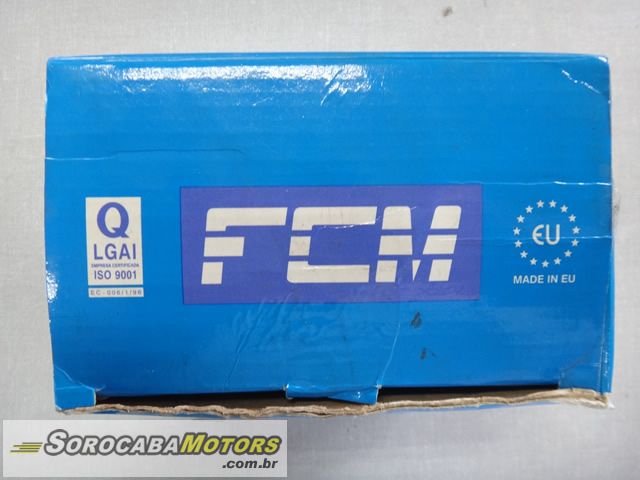 Q
LGAI
EMPRESA CERTIFICADA
ISO 9001
EC-006/1/96
FCM
EU
MADE IN EU
SOROCABAMOTORS
.com.br